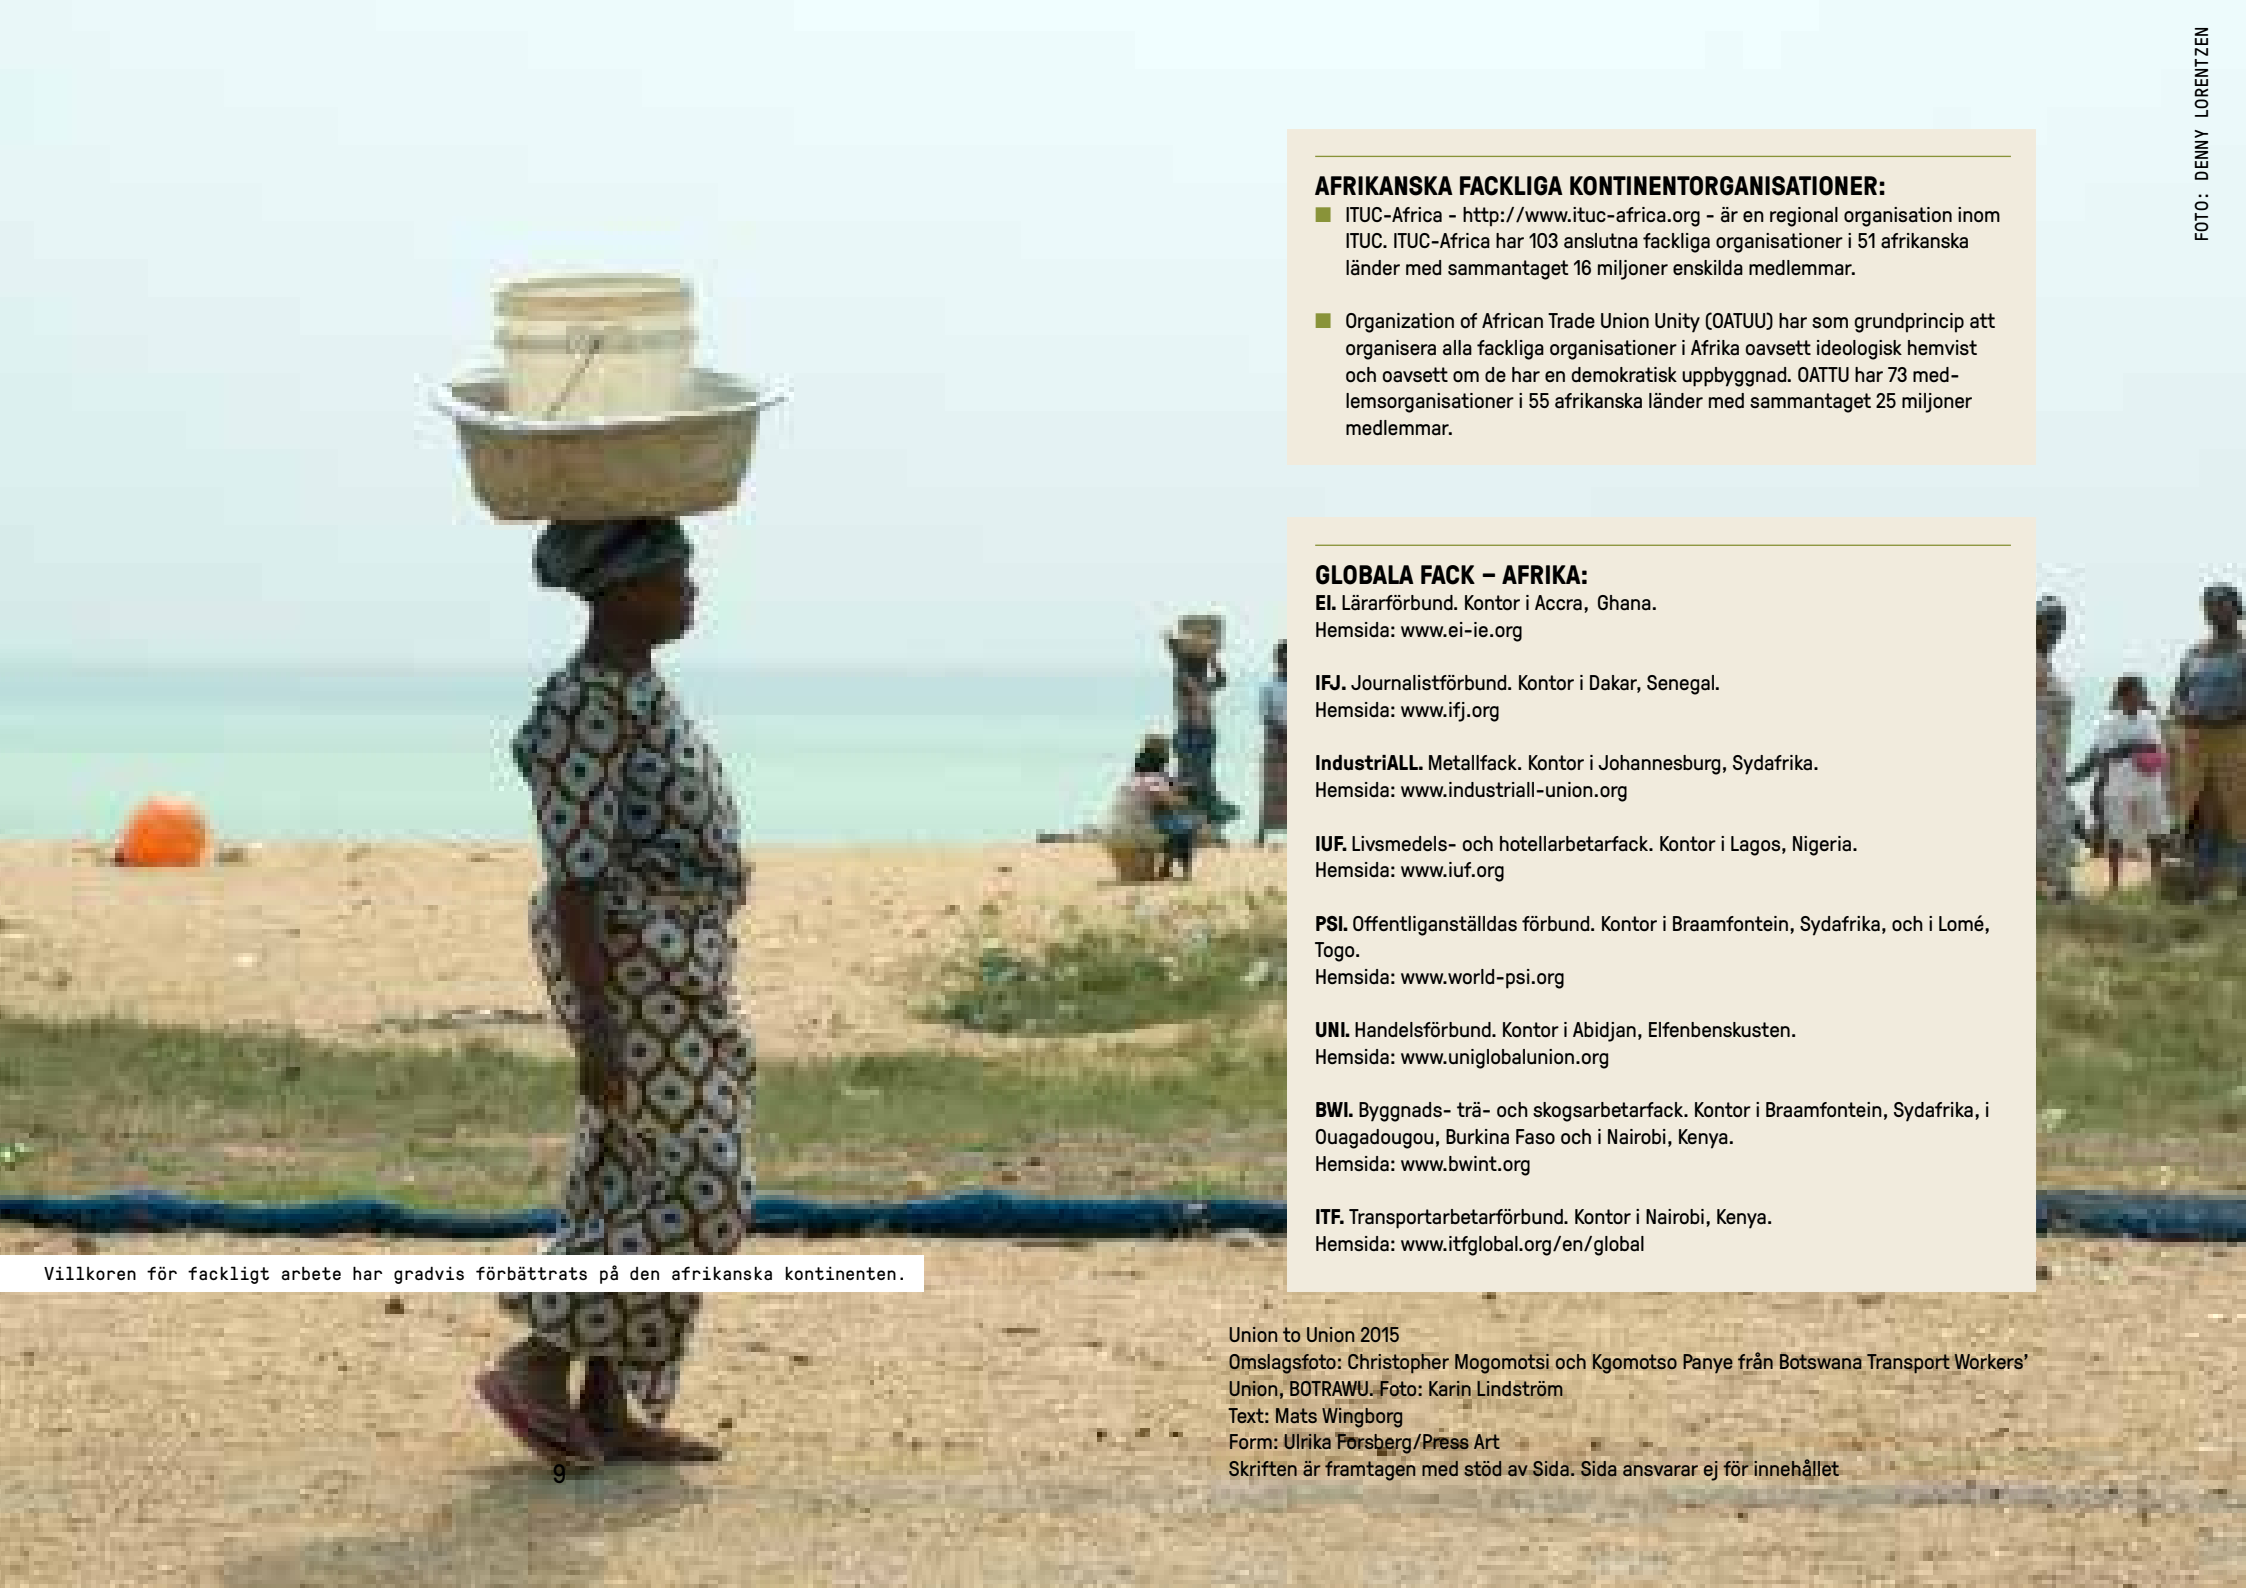 FOTO: DENNY LORENTZEN
AFRIKANSKA FACKLIGA KONTINENTORGANISATIONER:
ITUC-Africa - http://www.ituc-africa.org - är en regional organisation inom
ITUC. ITUC-Africa har 103 anslutna fackliga organisationer i 51 afrikanska
länder med sammantaget 16 miljoner enskilda medlemmar.
Organization of African Trade Union Unity (OATUU) har som grundprincip att
organisera alla fackliga organisationer i Afrika oavsett ideologisk hemvist
och oavsett om de har en demokratisk uppbyggnad. OATTU har 73 med-
lemsorganisationer i 55 afrikanska länder med sammantaget 25 miljoner
medlemmar.
GLOBALA FACK – AFRIKA:
EI. Lärarförbund. Kontor i Accra, Ghana.
Hemsida: www.ei-ie.org
IFJ. Journalistförbund. Kontor i Dakar, Senegal.
Hemsida: www.ifj.org
IndustriALL. Metallfack. Kontor i Johannesburg, Sydafrika.
Hemsida: www.industriall-union.org
IUF. Livsmedels- och hotellarbetarfack. Kontor i Lagos, Nigeria.
Hemsida: www.iuf.org
PSI. Offentliganställdas förbund. Kontor i Braamfontein, Sydafrika, och i Lomé,
Togo.
Hemsida: www.world-psi.org
UNI. Handelsförbund. Kontor i Abidjan, Elfenbenskusten.
Hemsida: www.uniglobalunion.org
BWI. Byggnads- trä- och skogsarbetarfack. Kontor i Braamfontein, Sydafrika, i
Ouagadougou, Burkina Faso och i Nairobi, Kenya.
Hemsida: www.bwint.org
ITF. Transportarbetarförbund. Kontor i Nairobi, Kenya.
Hemsida: www.itfglobal.org/en/global
Villkoren för fackligt arbete har gradvis förbättrats på den afrikanska kontinenten.
Union to Union 2015
Omslagsfoto: Christopher Mogomotsi och Kgomotso Panye från Botswana Transport Workers’
Union, BOTRAWU. Foto: Karin Lindström
Text: Mats Wingborg
Form: Ulrika Forsberg/Press Art
Skriften är framtagen med stöd av Sida. Sida ansvarar ej för innehållet
9